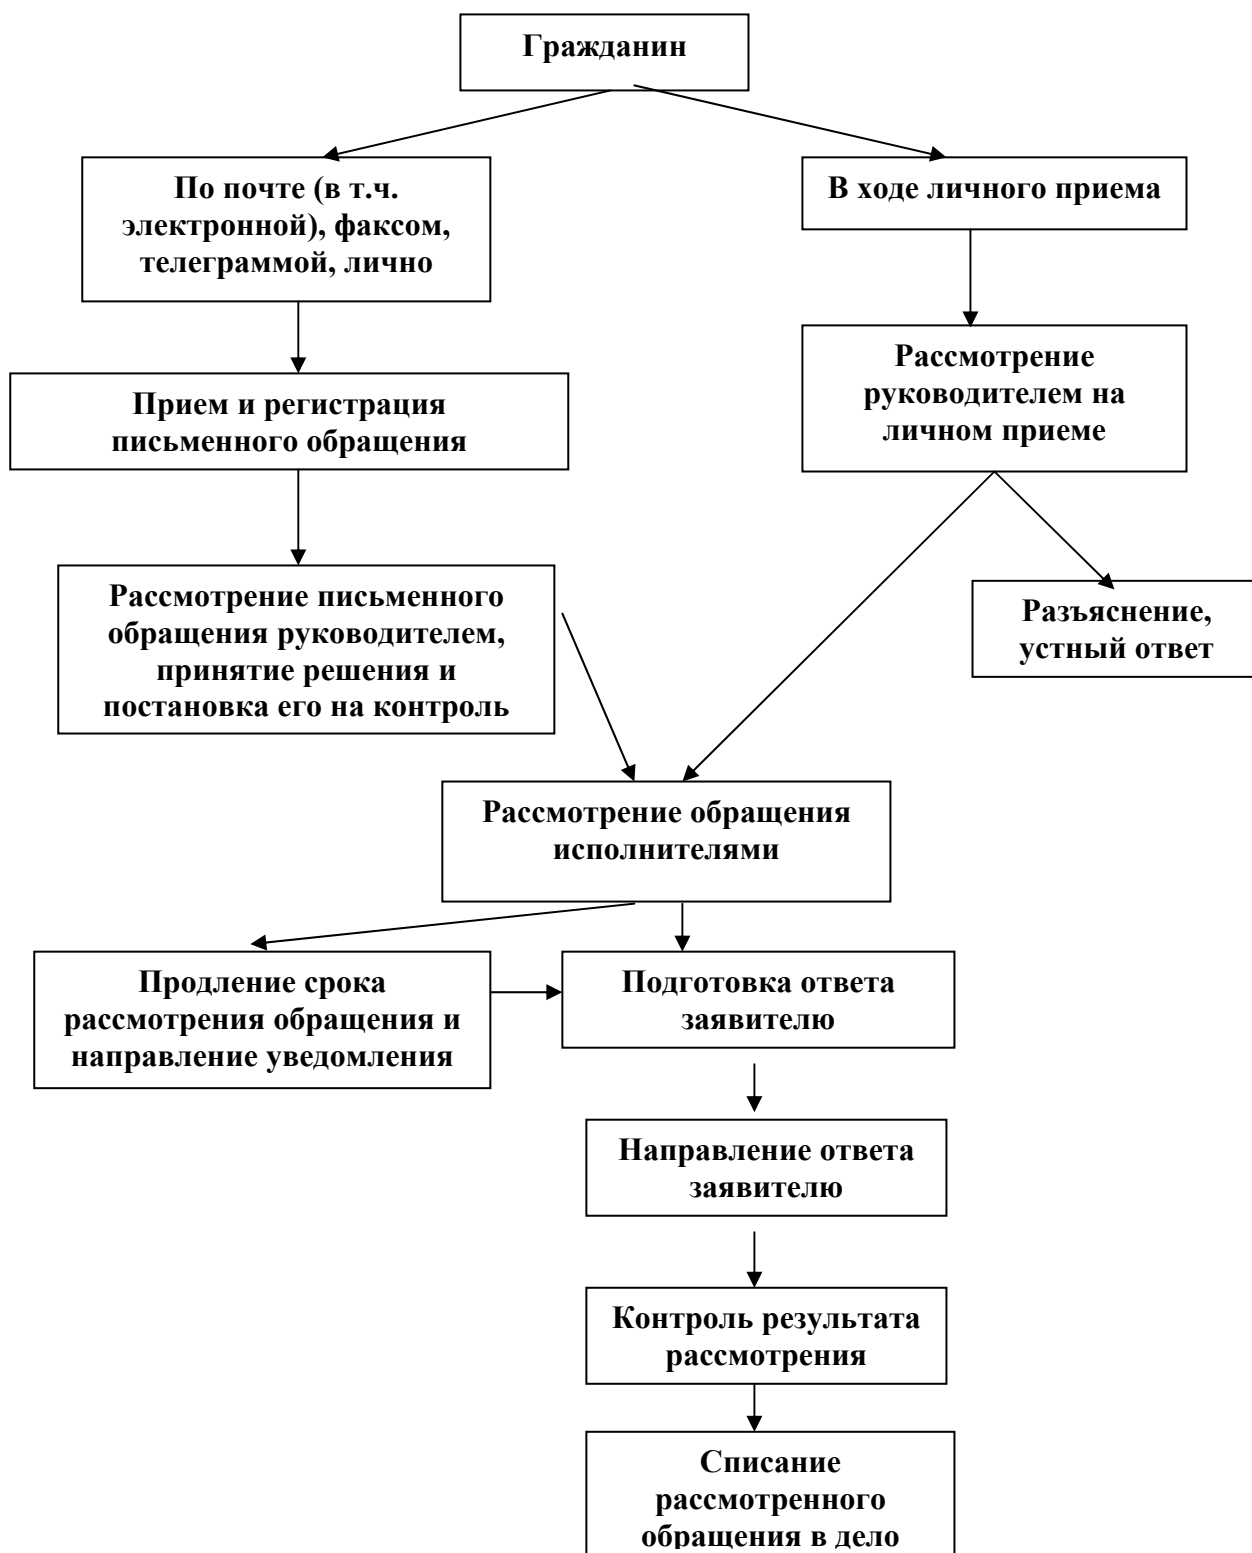 Гражданин
По почте (в т.ч.
электронной), факсом,
телеграммой, лично
В ходе личного приема
Прием и регистрация
письменного обращения
Рассмотрение
руководителем на
личном приеме
Рассмотрение письменного
обращения руководителем,
принятие решения и
постановка его на контроль
Разъяснение,
устный ответ
Рассмотрение обращения
исполнителями
Продление срока
рассмотрения обращения и
направление уведомления
Подготовка ответа
заявителю
Направление ответа
заявителю
Контроль результата
рассмотрения
Списание
рассмотренного
обращения в дело